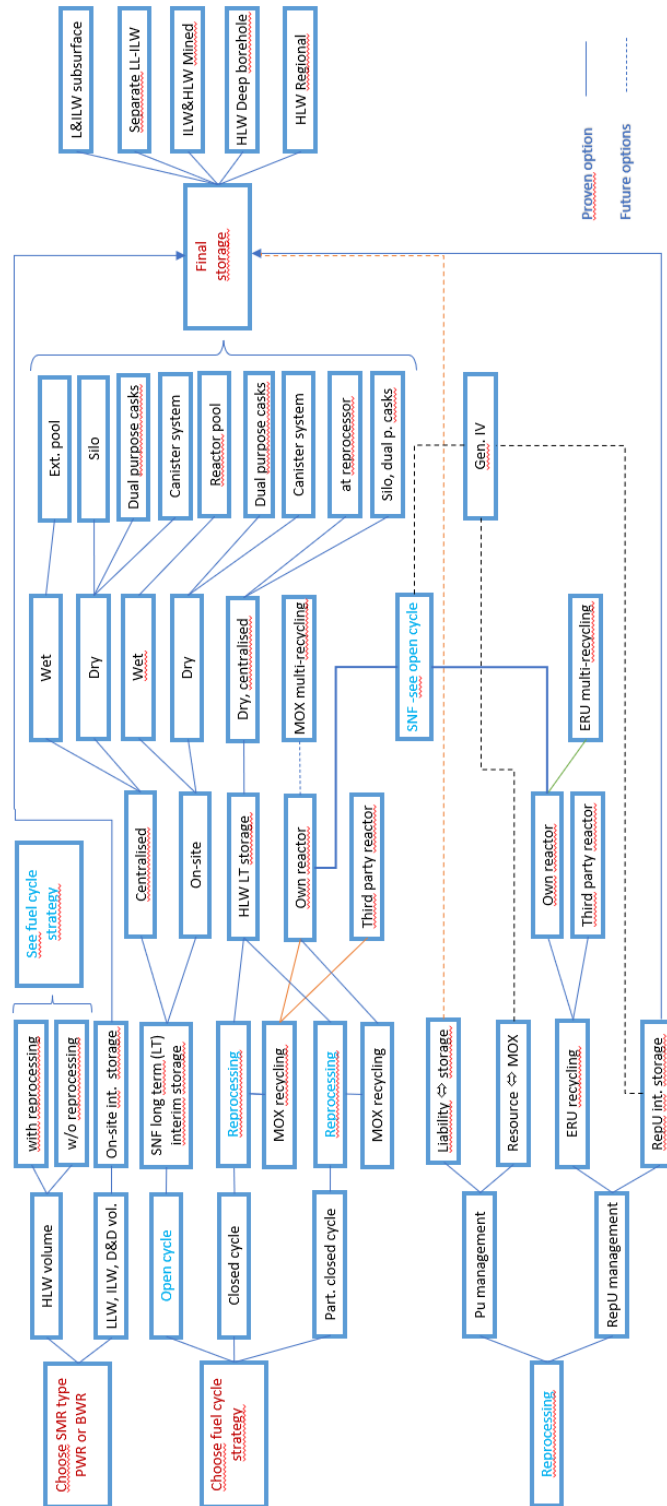 Choose SMR type
PWR or BWR
HLW volume
LLW, ILW, D&D vol.
with reprocessing
w/o reprocessing
On-site int. storage
See fuel cycle
strategy
Choose fuel cycle
strategy
Open cycle
Closed cycle
Part. closed cycle
SNF long term (LT)
interim storage
Reprocessing
MOX recycling
Reprocessing
MOX recycling
Centralised
On-site
HLW LT storage
Own reactor
Third party reactor
Wet
Dry
Wet
Dry
Dry, centralised
MOX multi-recycling
Ext. pool
Silo
Dual purpose casks
Canister system
Reactor pool
Dual purpose casks
Canister system
at reprocessor
Silo, dual p. casks
Final
storage
L&ILW subsurface
Separate LL-ILW
ILW&HLW Mined
HLW Deep borehole
HLW Regional
Reprocessing
Pu management
RepU management
Liability ⇔ storage
Resource ⇔ MOX
ERU recycling
RepU int. storage
Own reactor
Third party reactor
SNF -see open cycle
ERU multi-recycling
Gen. IV
Proven option
Future options